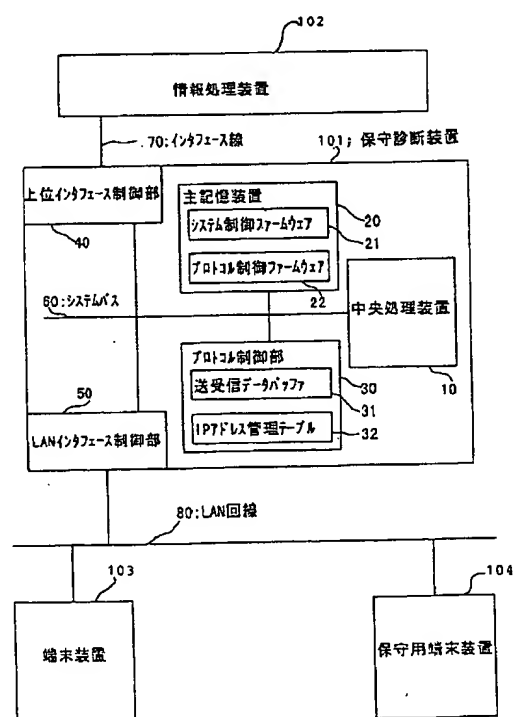 102
情報処理装置
70:インタフェース線
101; 保守診断装置
上位インタフェース制御部
40
主記憶装置
20
システム制御ファームウェア
21
プロトコル制御ファームウェア
22
60:システムバス
中央処理装置
10
プロトコル制御部
30
送受信データバッファ
31
IPアドレス管理テーブル
32
50
LANインタフェース制御部
80:LAN回線
103
端末装置
104
保守用端末装置